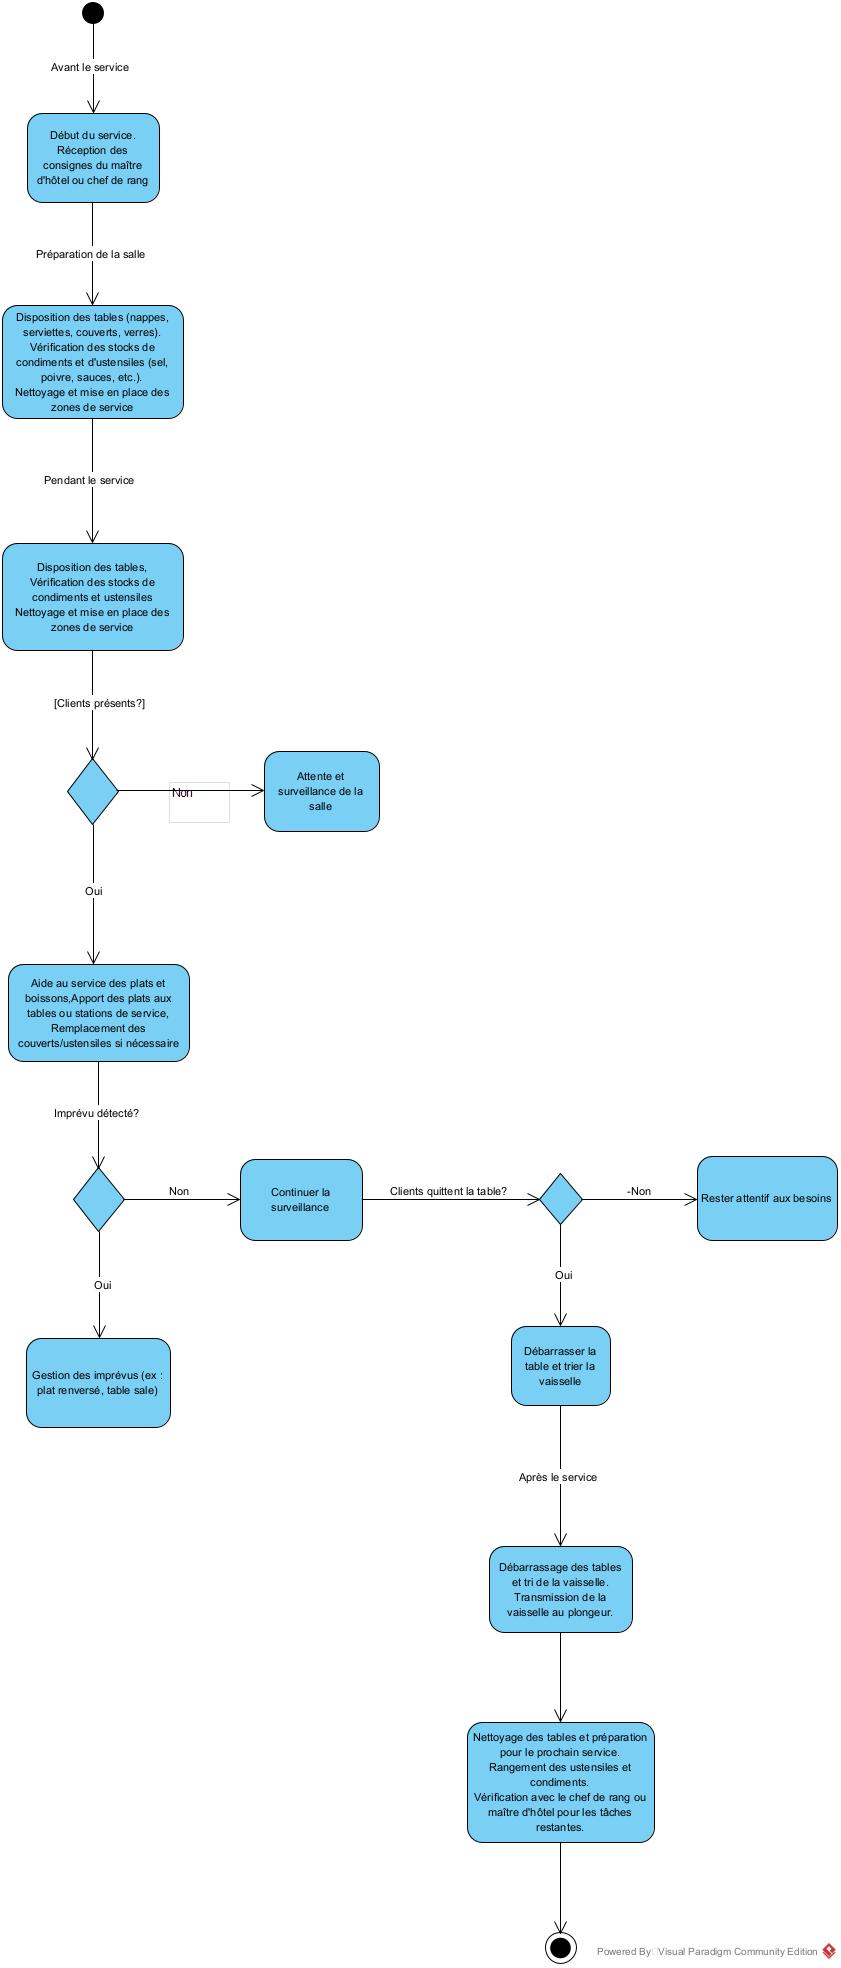 Avant le service
Début du service.
Réception des
consignes du maître
d'hôtel ou chef de rang
Préparation de la salle
Disposition des tables (nappes,
serviettes, couverts, verres).
Vérification des stocks de
condiments et d'ustensiles (sel,
poivre, sauces, etc.).
Nettoyage et mise en place des
zones de service
Pendant le service
Disposition des tables,
Vérification des stocks de
condiments et ustensiles
Nettoyage et mise en place des
zones de service
[Clients présents?]
Non
Attente et
surveillance de la
salle
Oui
Aide au service des plats et
boissons,Apport des plats aux
tables ou stations de service,
Remplacement des
couverts/ustensiles si nécessaire
Imprévu détecté?
Non
Continuer la
surveillance
Clients quittent la table?
-Non
Rester attentif aux besoins
Oui
Gestion des imprévus (ex :
plat renversé, table sale)
Oui
Débarrasser la
table et trier la
vaisselle
Après le service
Débarrassage des tables
et tri de la vaisselle.
Transmission de la
vaisselle au plongeur.
Nettoyage des tables et préparation
pour le prochain service.
Rangement des ustensiles et
condiments.
Vérification avec le chef de rang ou
maître d'hôtel pour les tâches
restantes.
Powered By Visual Paradigm Community Edition